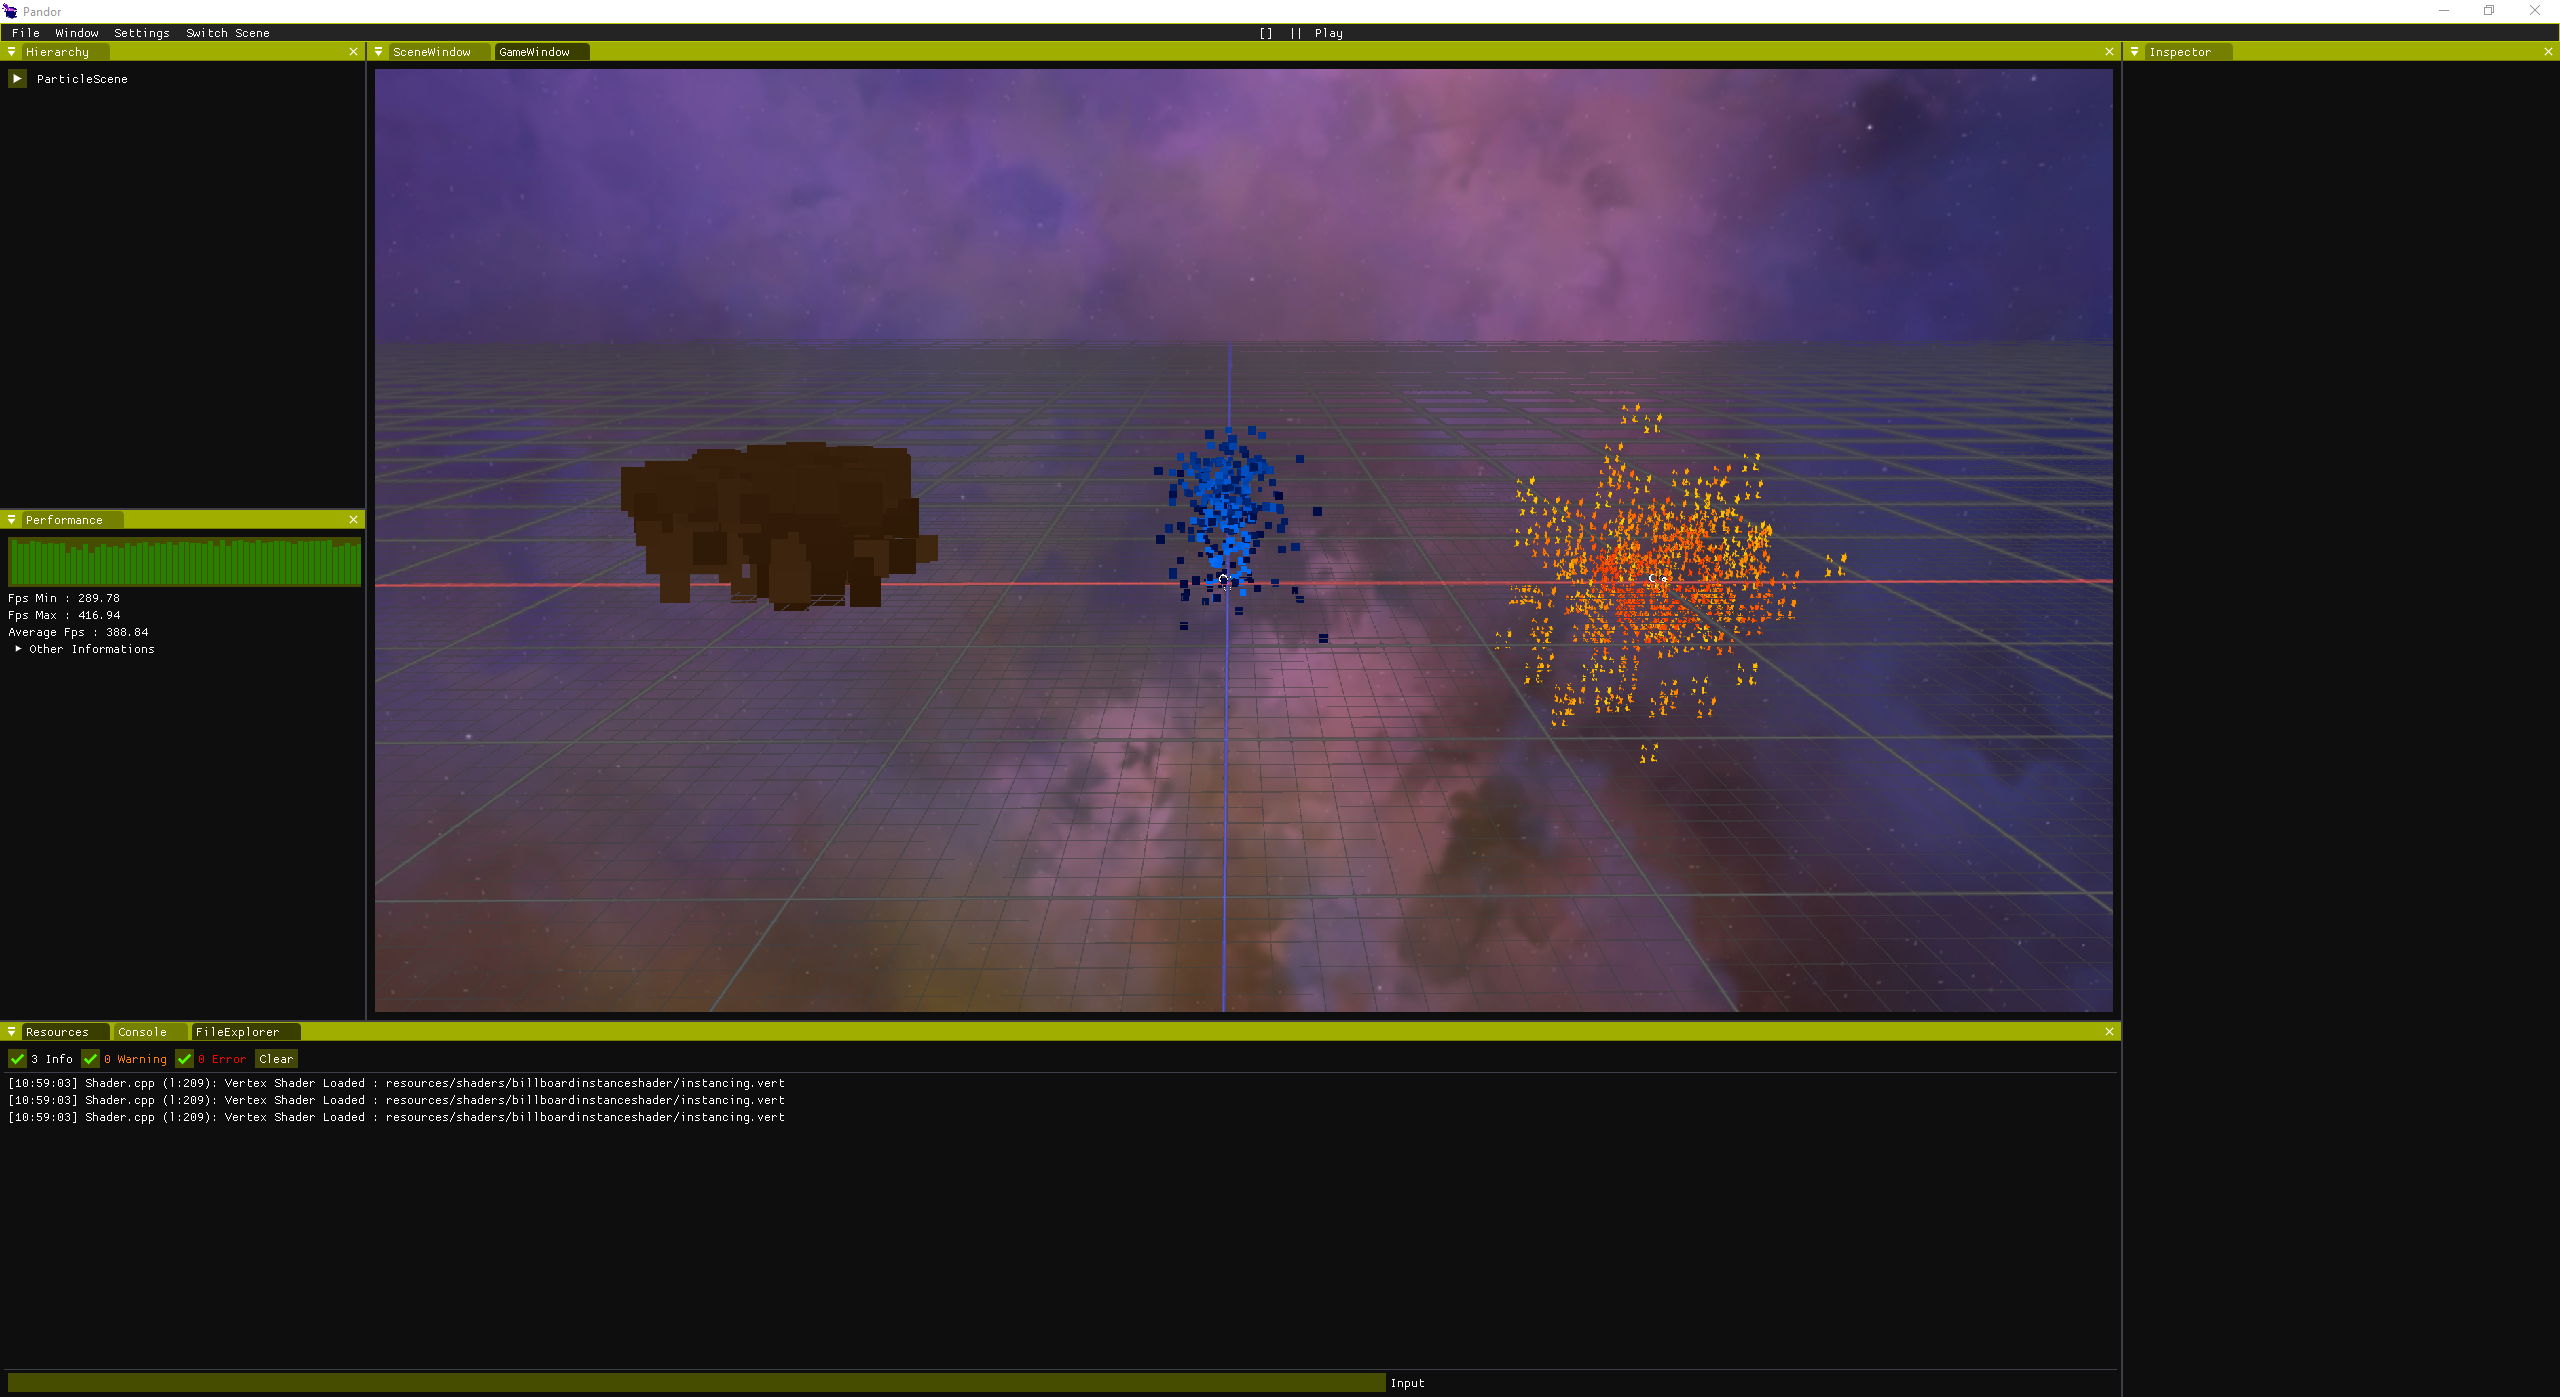 Pandor
File Window Settings Switch Scene
[] || Play
Hierarchy
SceneWindow GameWindow
Inspector
ParticleScene
Performance
Fps Min : 289.78
Fps Max : 416.94
Average Fps : 388.84
Other Informations
Resources Console FileExplorer
3 Info 0 Warning 0 Error Clear
[10:59:03] Shader.cpp (l:209): Vertex Shader Loaded : resources/shaders/billboardinstanceshader/instancing.vert
[10:59:03] Shader.cpp (l:209): Vertex Shader Loaded : resources/shaders/billboardinstanceshader/instancing.vert
[10:59:03] Shader.cpp (l:209): Vertex Shader Loaded : resources/shaders/billboardinstanceshader/instancing.vert
Input